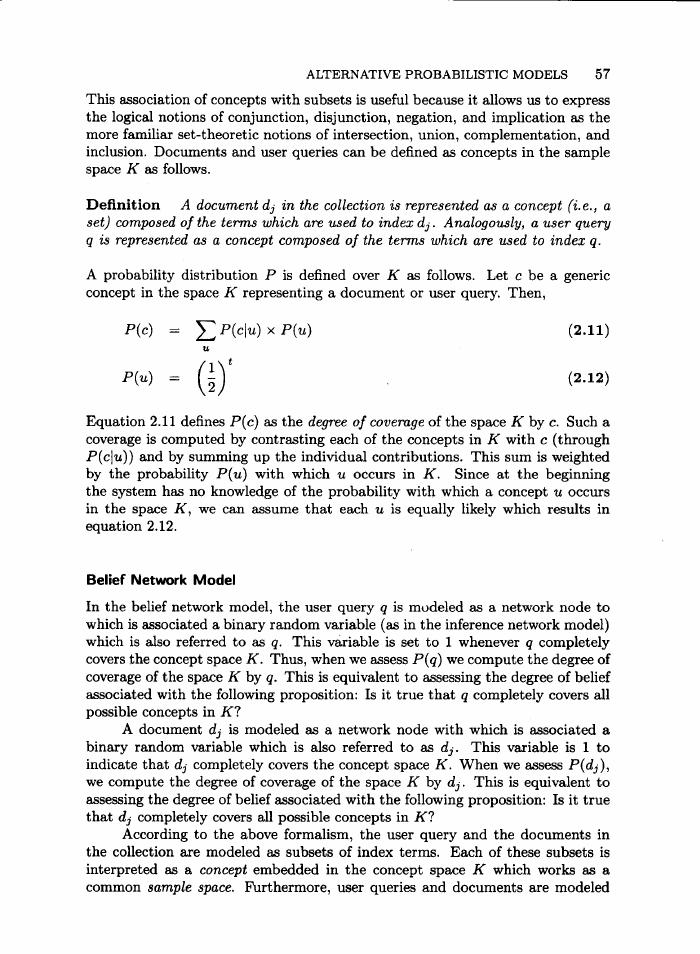 ALTERNATIVE PROBABILISTIC MODELS 57
This association of concepts with subsets is useful because it allows us to express
the logical notions of conjunction, disjunction, negation, and implication as the
more familiar set-theoretic notions of intersection, union, complementation, and
inclusion. Documents and user queries can be defined as concepts in the sample
space K as follows.
Definition A document dj in the collection is represented as a concept (i.e., a
set) composed of the terms which are used to index dj. Analogously, a user query
q is represented as a concept composed of the terms which are used to index q.
A probability distribution P is defined over K as follows. Let c be a generic
concept in the space K representing a document or user query. Then,
P(c) = ∑u P(c|u) × P(u) (2.11)
P(u) = (1/2)^t (2.12)
Equation 2.11 defines P(c) as the degree of coverage of the space K by c. Such a
coverage is computed by contrasting each of the concepts in K with c (through
P(c|u)) and by summing up the individual contributions. This sum is weighted
by the probability P(u) with which u occurs in K. Since at the beginning
the system has no knowledge of the probability with which a concept u occurs
in the space K, we can assume that each u is equally likely which results in
equation 2.12.
Belief Network Model
In the belief network model, the user query q is modeled as a network node to
which is associated a binary random variable (as in the inference network model)
which is also referred to as q. This variable is set to 1 whenever q completely
covers the concept space K. Thus, when we assess P(q) we compute the degree of
coverage of the space K by q. This is equivalent to assessing the degree of belief
associated with the following proposition: Is it true that q completely covers all
possible concepts in K?
A document dj is modeled as a network node with which is associated a
binary random variable which is also referred to as dj. This variable is 1 to
indicate that dj completely covers the concept space K. When we assess P(dj),
we compute the degree of coverage of the space K by dj. This is equivalent to
assessing the degree of belief associated with the following proposition: Is it true
that dj completely covers all possible concepts in K?
According to the above formalism, the user query and the documents in
the collection are modeled as subsets of index terms. Each of these subsets is
interpreted as a concept embedded in the concept space K which works as a
common sample space. Furthermore, user queries and documents are modeled